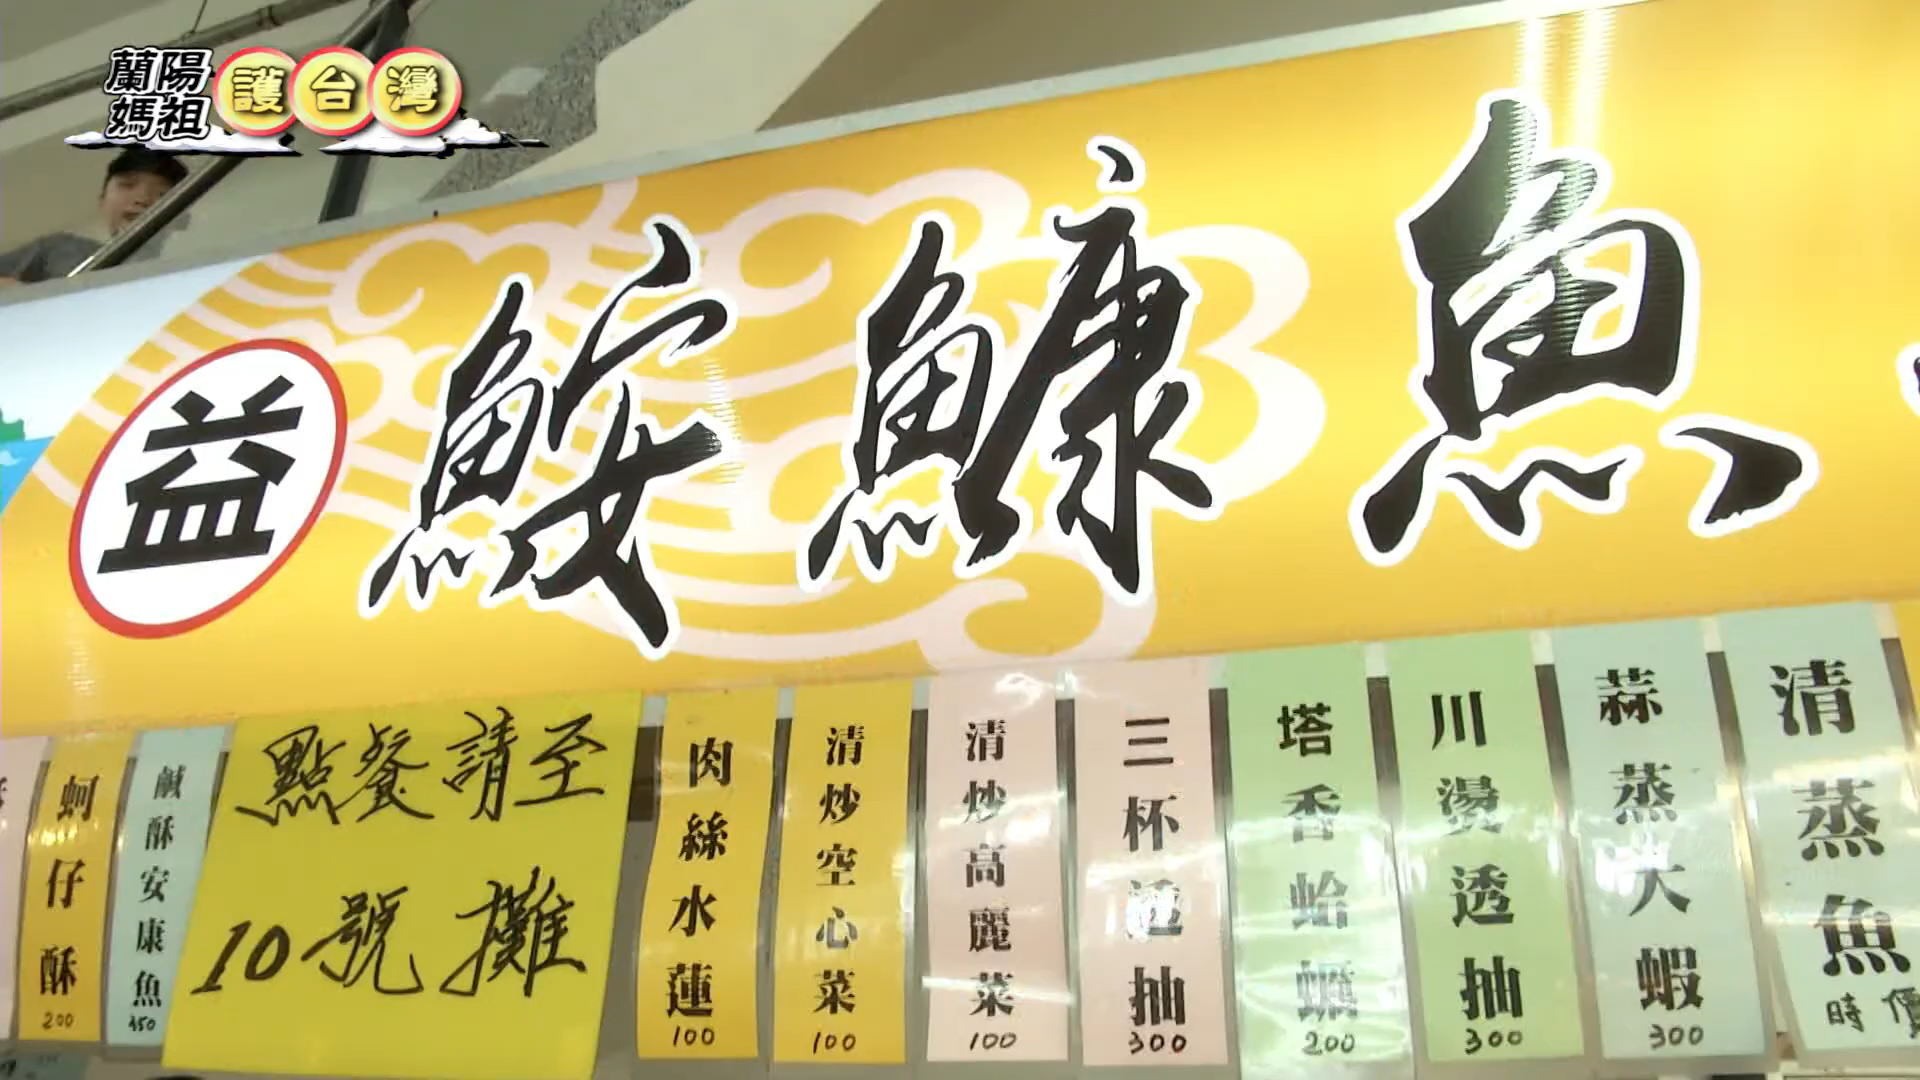 蘭陽
媽祖
護台灣
益
鮟鱇魚
蚵仔酥
200
鹹酥安康魚
350
點餐請至
10號攤
肉絲水蓮
100
清炒空心菜
100
清炒高麗菜
100
三杯透抽
300
塔香蛤蠣
200
川燙透抽
300
蒜蒸大蝦
300
清蒸魚
時價